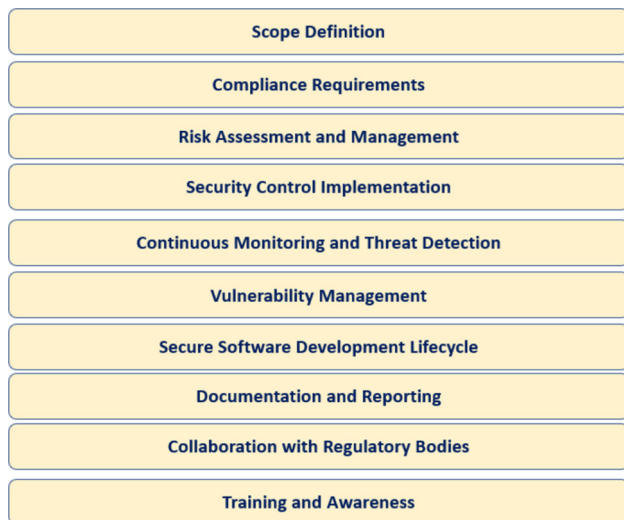 Scope Definition
Compliance Requirements
Risk Assessment and Management
Security Control Implementation
Continuous Monitoring and Threat Detection
Vulnerability Management
Secure Software Development Lifecycle
Documentation and Reporting
Collaboration with Regulatory Bodies
Training and Awareness